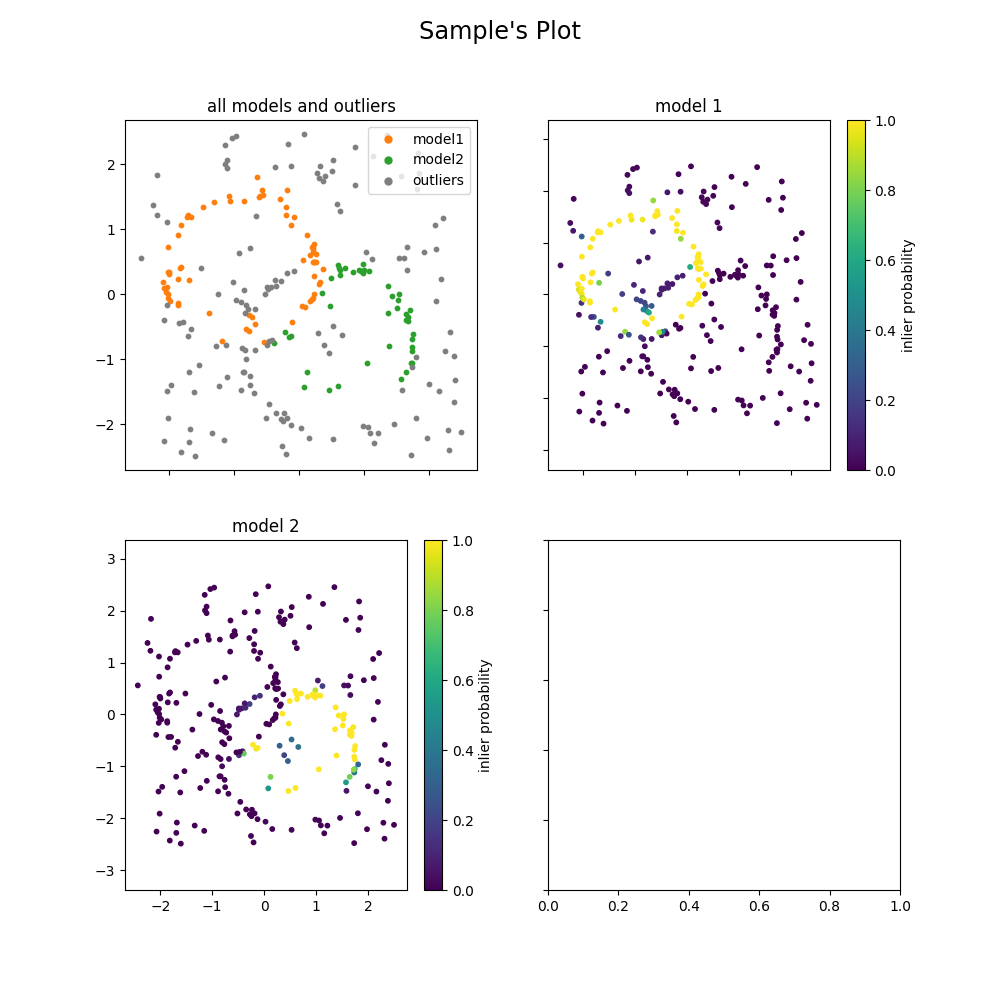 Sample's Plot
all models and outliers
model1
model2
outliers
2
1
0
−1
−2
model 1
1.0
0.8
0.6
0.4
0.2
0.0
inlier probability
model 2
3
2
1
0
−1
−2
−3
−2 −1 0 1 2
1.0
0.8
0.6
0.4
0.2
0.0
inlier probability
0.0 0.2 0.4 0.6 0.8 1.0